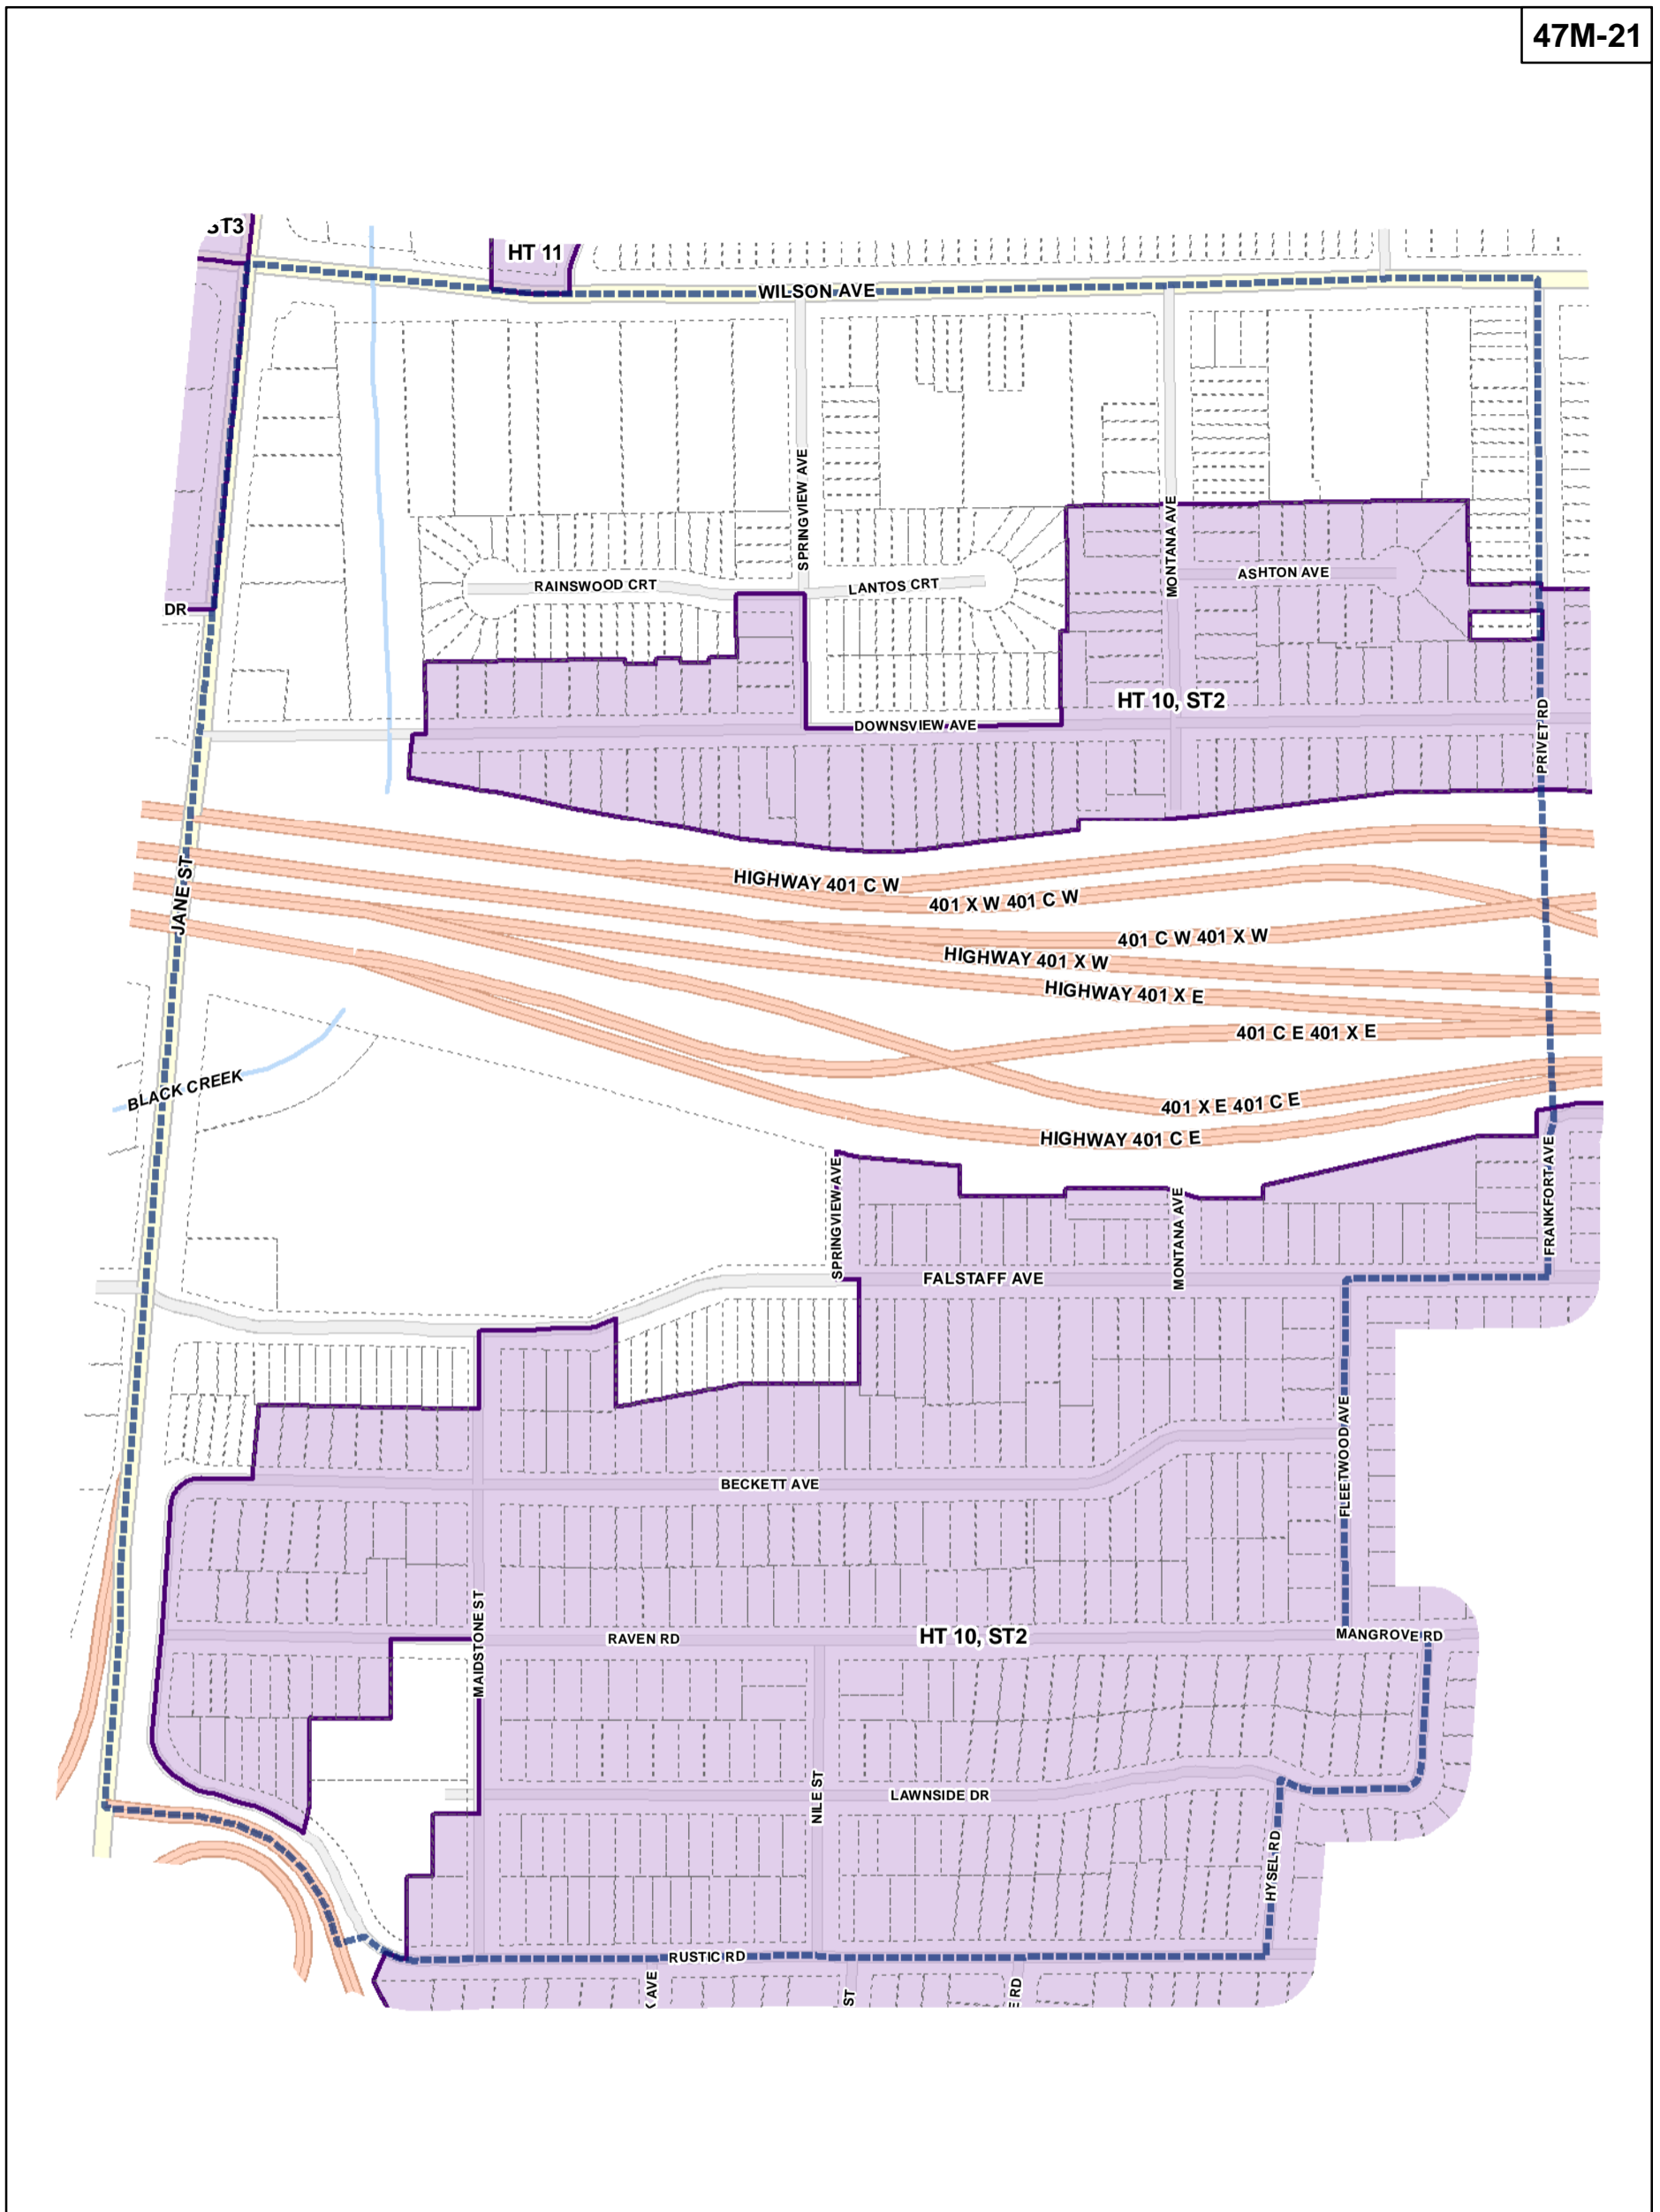 47M-21
ST3
HT 11
WILSON AVE
SPRINGVIEW AVE
MONTANA AVE
RAINSWOOD CRT
LANTOS CRT
ASHTON AVE
DR
HT 10, ST2
DOWNSVIEW AVE
PRIVET RD
JANE ST
HIGHWAY 401 C W
401 X W 401 C W
401 C W 401 X W
HIGHWAY 401 X W
HIGHWAY 401 X E
401 C E 401 X E
BLACK CREEK
401 X E 401 C E
HIGHWAY 401 C E
SPRINGVIEW AVE
MONTANA AVE
FRANKFORT AVE
FALSTAFF AVE
FLEETWOOD AVE
BECKETT AVE
MAIDSTONE ST
RAVEN RD
HT 10, ST2
MANGROVE RD
NILE ST
LAWNSIDE DR
HYSEL RD
RUSTIC RD
AVE
ST
E RD